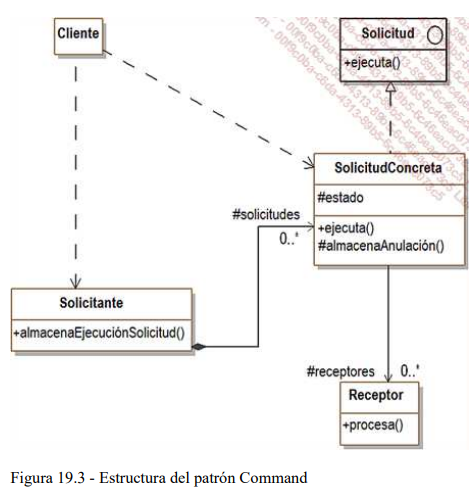 Cliente
Solicitud
+ejecuta()
SolicitudConcreta
#estado
+ejecuta()
#almacenaAnulación()
#solicitudes
0..*
Solicitante
+almacenaEjecuciónSolicitud()
#receptores 0..*
Receptor
+procesa()
Figura 19.3 - Estructura del patrón Command